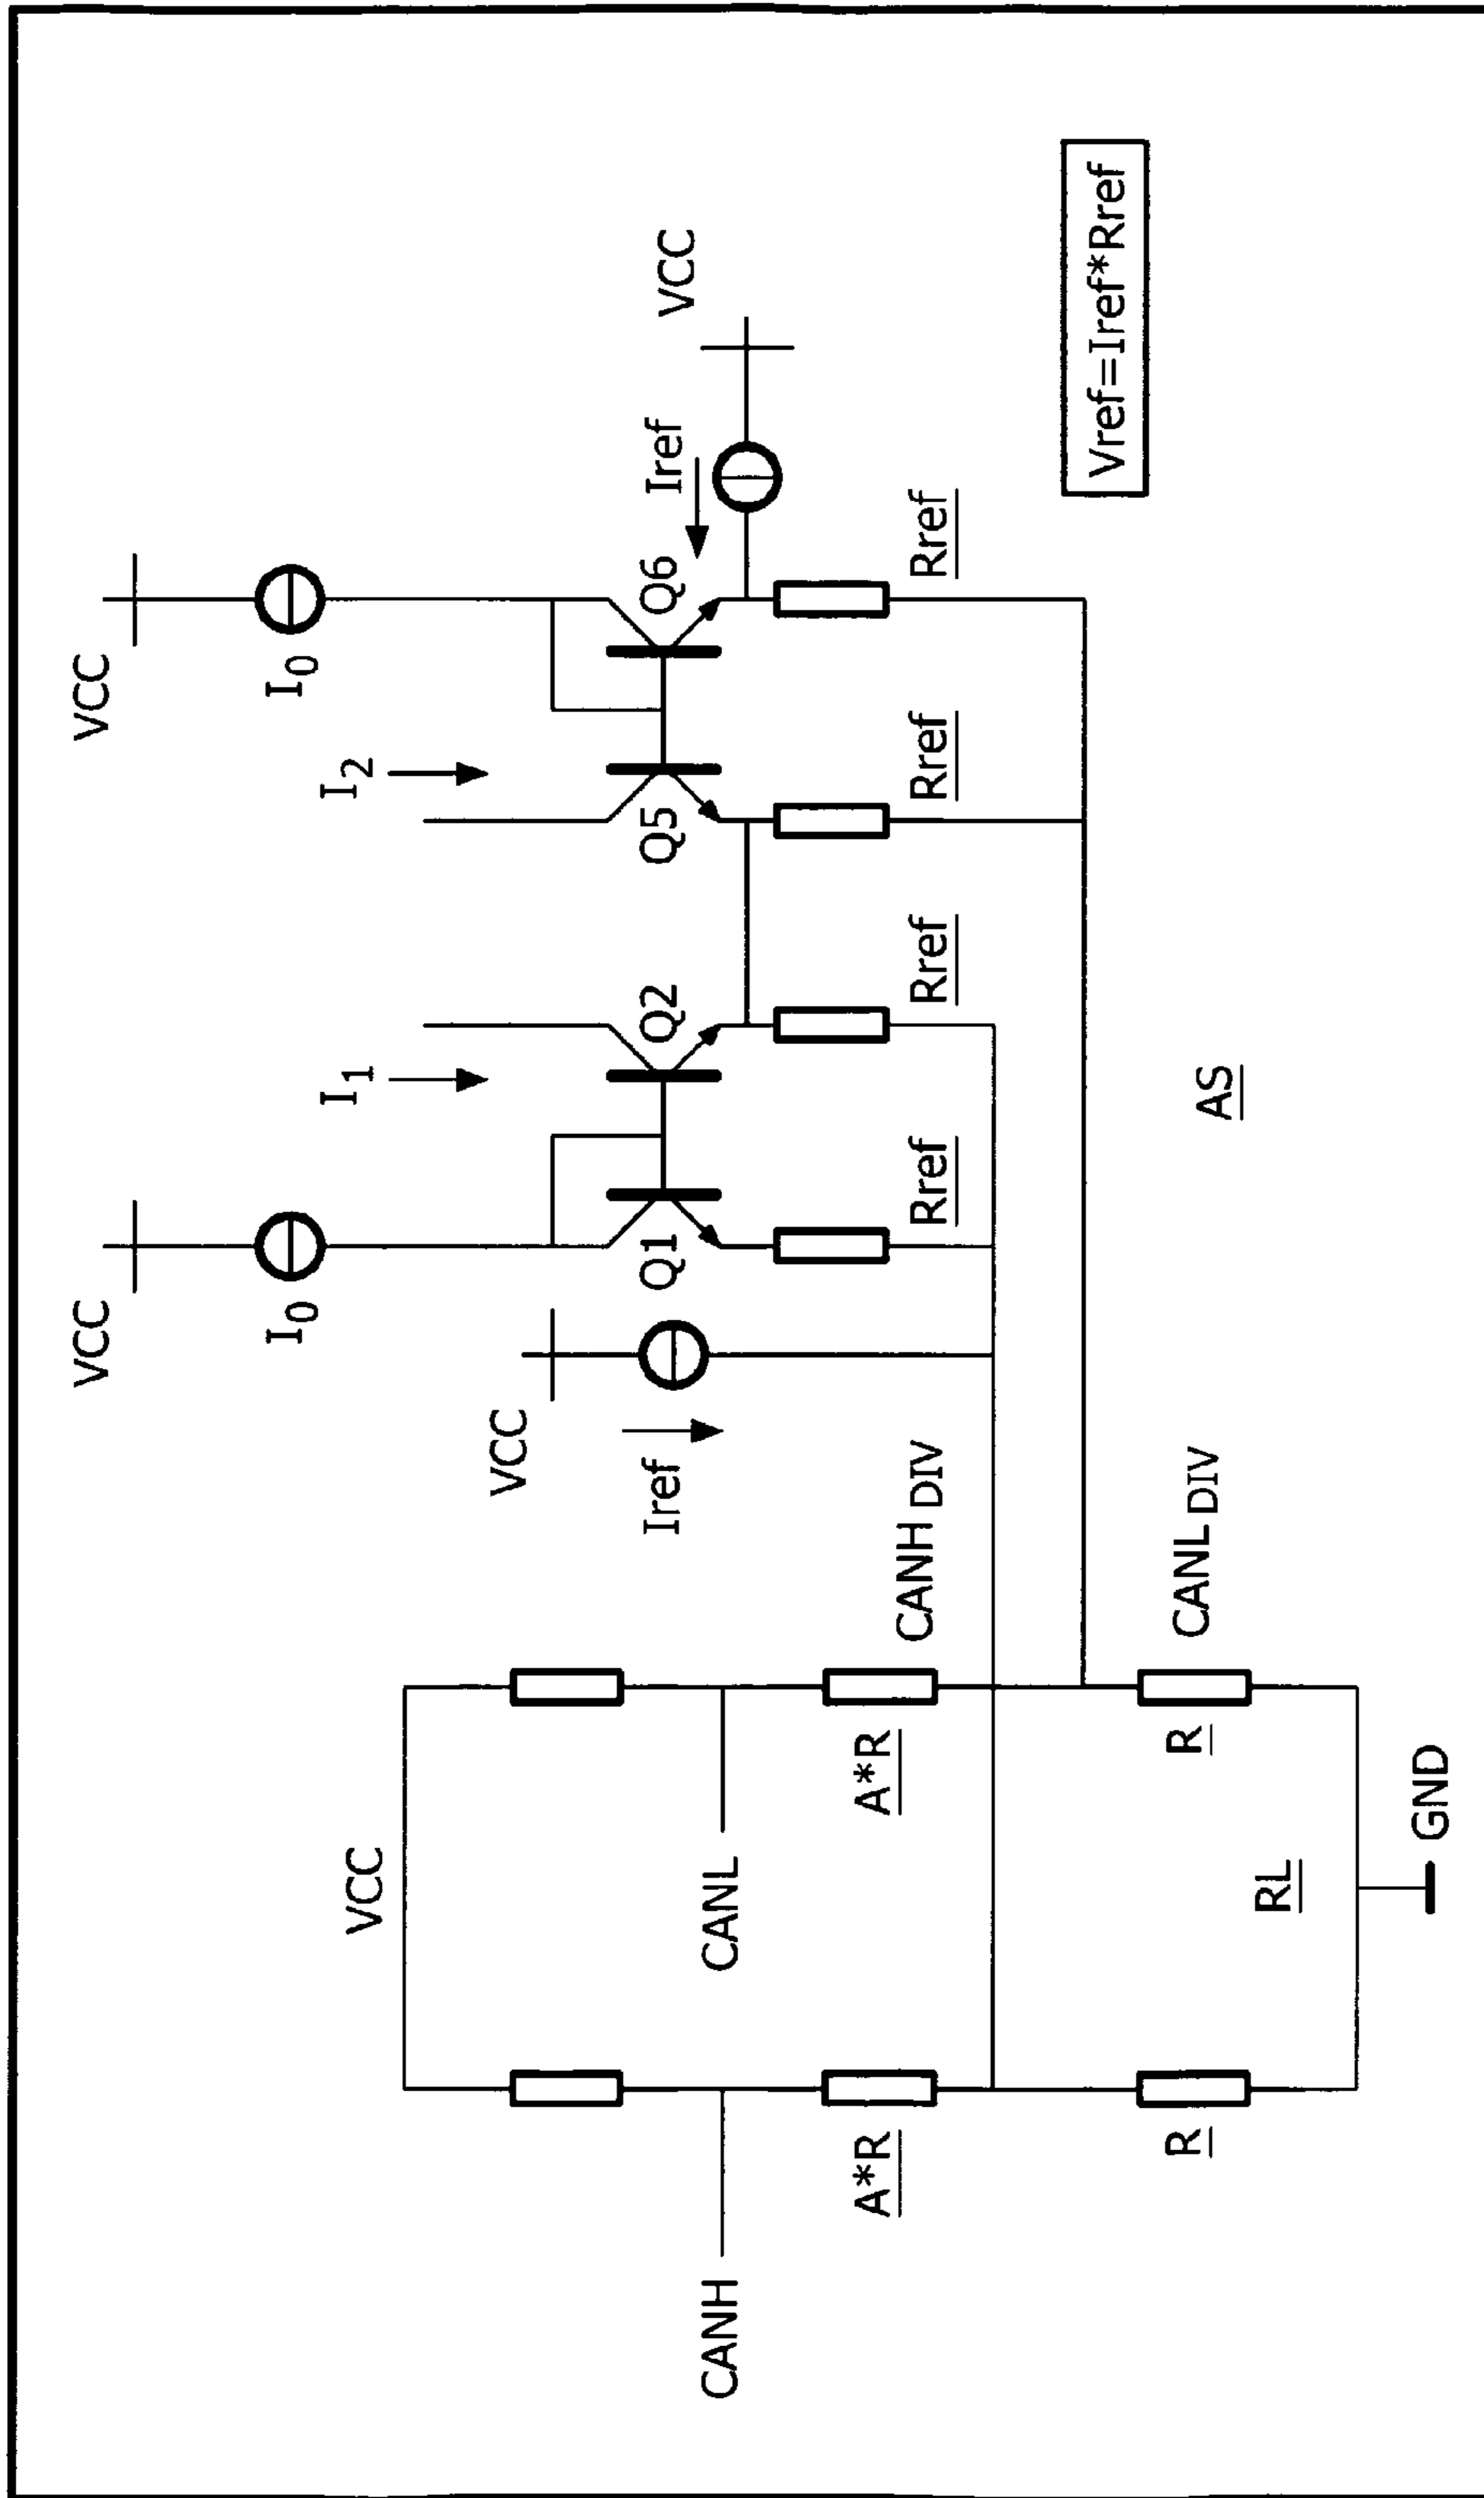 VCC
VCC
I₀
I₀
I₁
I₂
VCC
VCC
Iref
Q1
Q2
Q5
Q6
Iref
VCC
CANH
CANL
A*R
A*R
CANH DIV
Rref
Rref
Rref
Rref
Vref=Iref*Rref
R
R
CANL DIV
AS
RL
GND